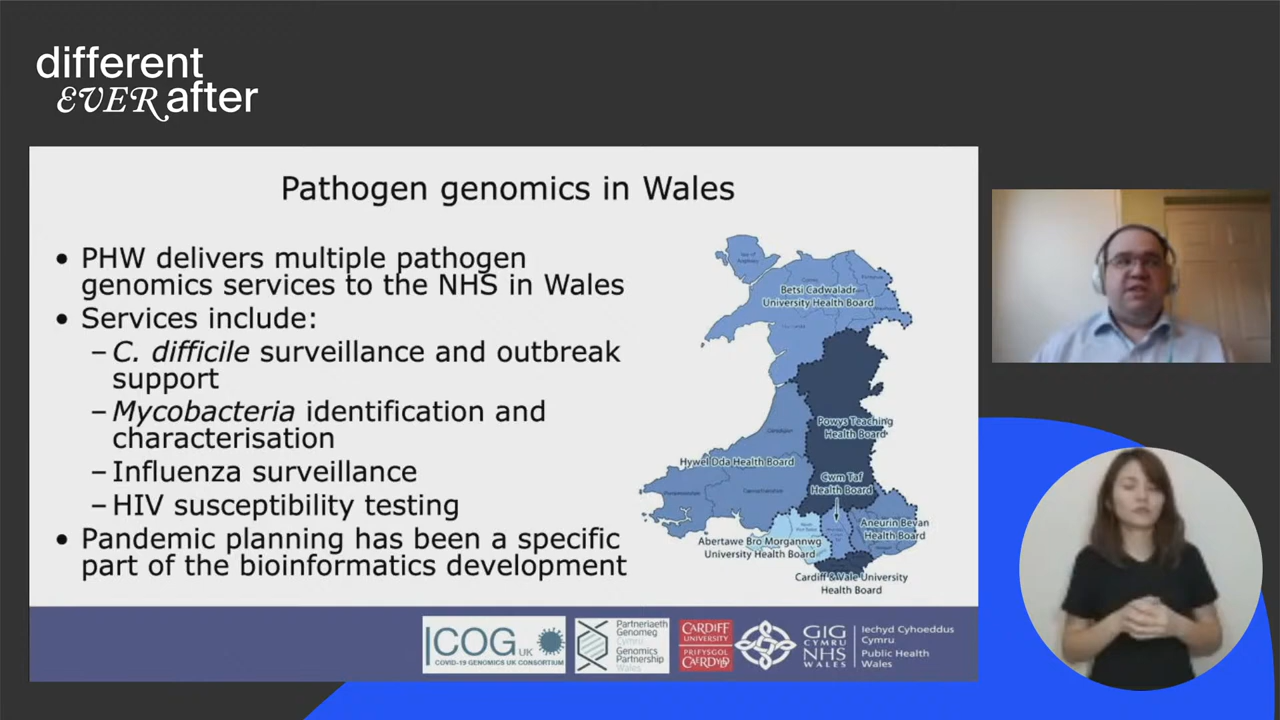 different
EVER after
Pathogen genomics in Wales
• PHW delivers multiple pathogen
genomics services to the NHS in Wales
• Services include:
– C. difficile surveillance and outbreak
support
– Mycobacteria identification and
characterisation
– Influenza surveillance
– HIV susceptibility testing
• Pandemic planning has been a specific
part of the bioinformatics development
Betsi Cadwaladr
University Health Board
Powys Teaching
Health Board
Hywel Dda Health Board
Cwm Taf
Health Board
Aneurin Bevan
Health Board
Abertawe Bro Morgannwg
University Health Board
Cardiff & Vale University
Health Board
COG UK
COVID-19 GENOMICS UK CONSORTIUM
Partneriaeth
Genomeg
Cymru
Genomics
Partnership
Wales
CARDIFF
UNIVERSITY
PRIFYSGOL
CAERDYDD
GIG
CYMRU
NHS
WALES
Iechyd Cyhoeddus
Cymru
Public Health
Wales